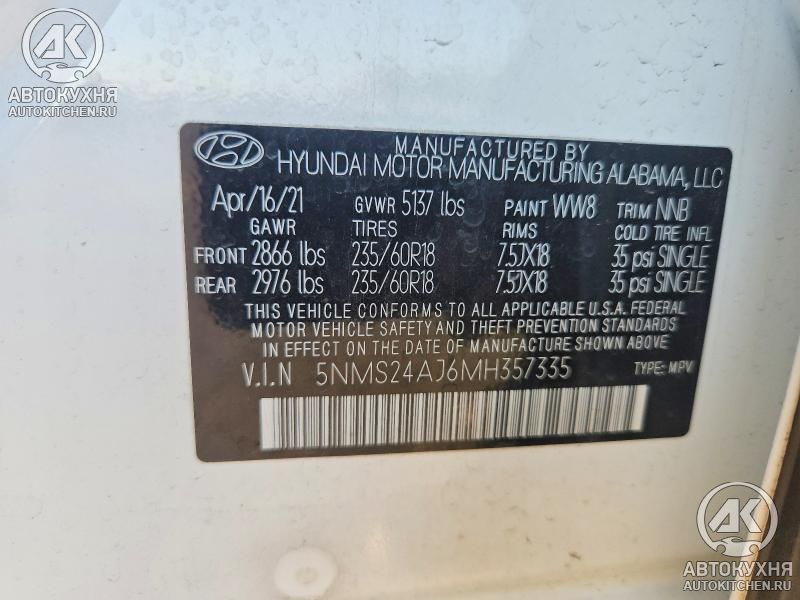 АК
АВТОКУХНЯ
AUTOKITCHEN.RU
MANUFACTURED BY
HYUNDAI MOTOR MANUFACTURING ALABAMA, LLC
Apr/16/21 GVWR 5137 lbs PAINT WW8 TRIM NNB
GAWR TIRES RIMS COLD TIRE INFL
FRONT 2866 lbs 235/60R18 7.5JX18 35 psi SINGLE
REAR 2976 lbs 235/60R18 7.5JX18 35 psi SINGLE
THIS VEHICLE CONFORMS TO ALL APPLICABLE U.S.A. FEDERAL
MOTOR VEHICLE SAFETY AND THEFT PREVENTION STANDARDS
IN EFFECT ON THE DATE OF MANUFACTURE SHOWN ABOVE
V.I.N 5NMS24AJ6MH357335 TYPE: MPV
АК
АВТОКУХНЯ
AUTOKITCHEN.RU